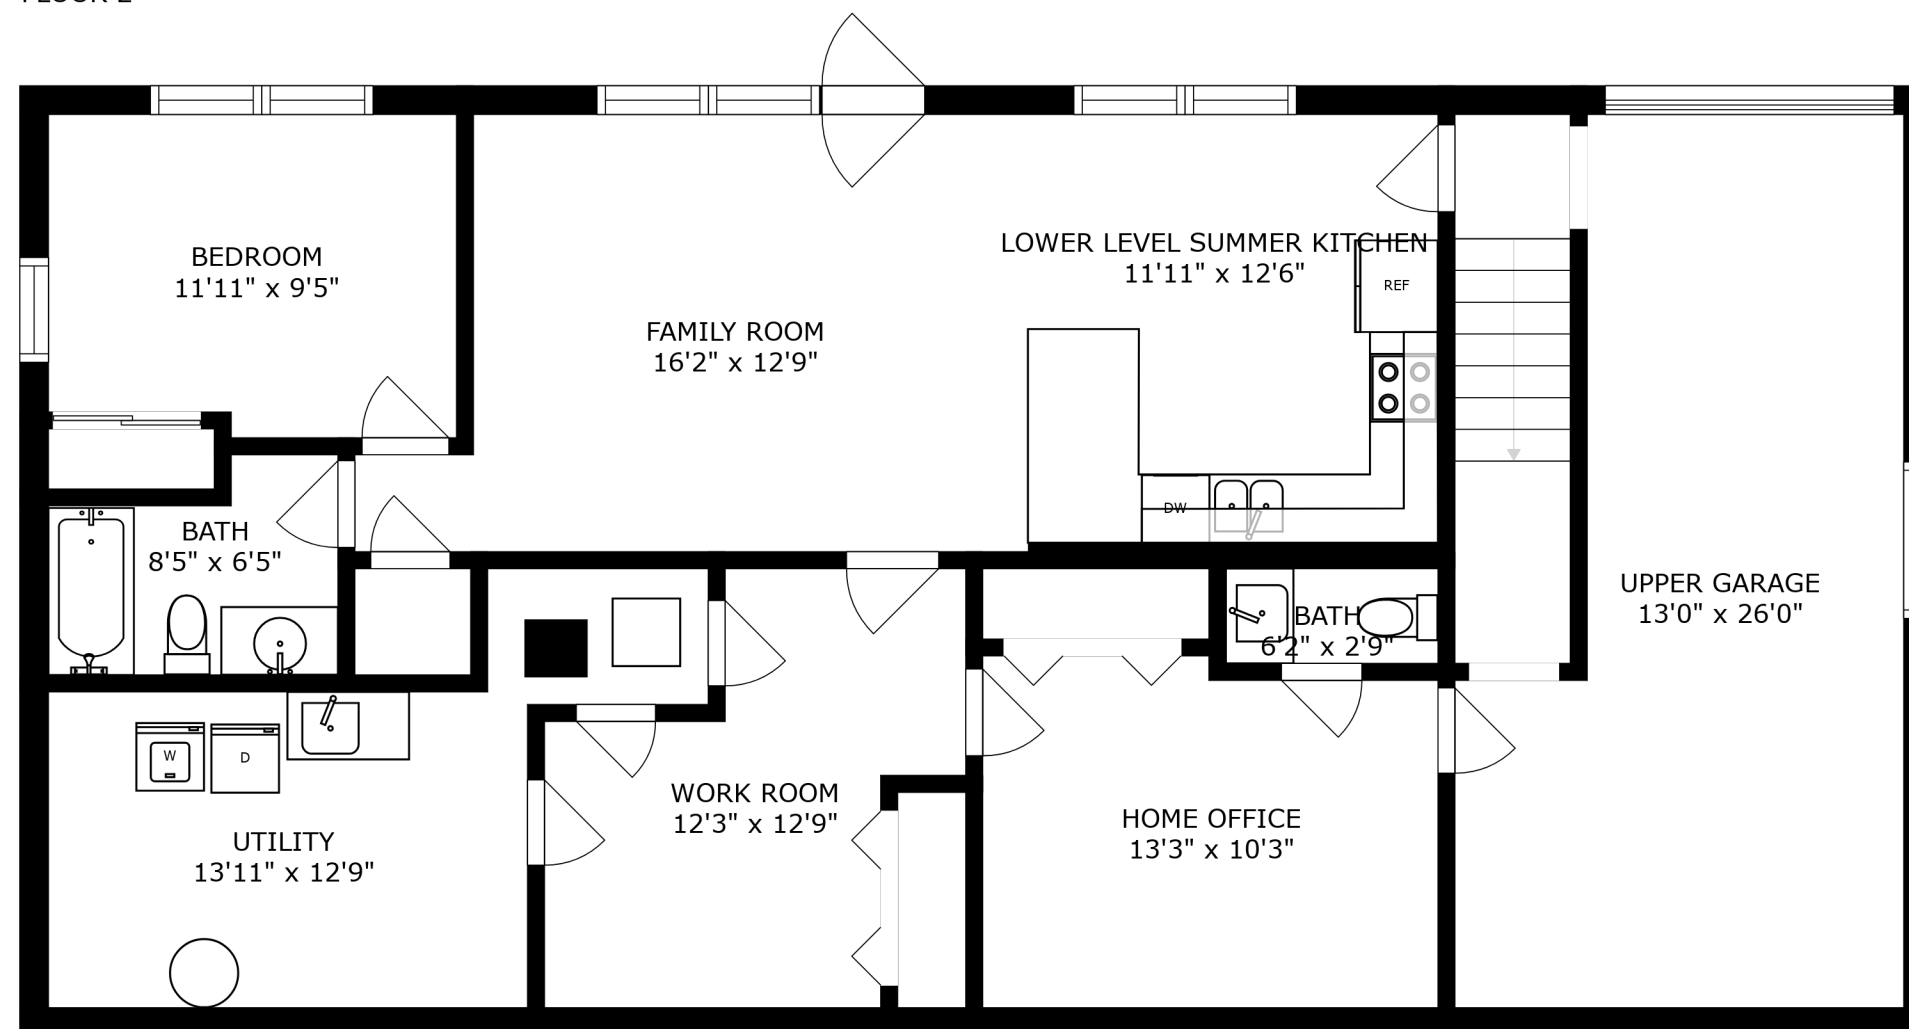 FLOOR 2
BEDROOM
11'11" x 9'5"
LOWER LEVEL SUMMER KITCHEN
11'11" x 12'6"
REF
FAMILY ROOM
16'2" x 12'9"
DW
BATH
8'5" x 6'5"
UPPER GARAGE
13'0" x 26'0"
BATH
6'2" x 2'9"
W
D
WORK ROOM
12'3" x 12'9"
HOME OFFICE
13'3" x 10'3"
UTILITY
13'11" x 12'9"